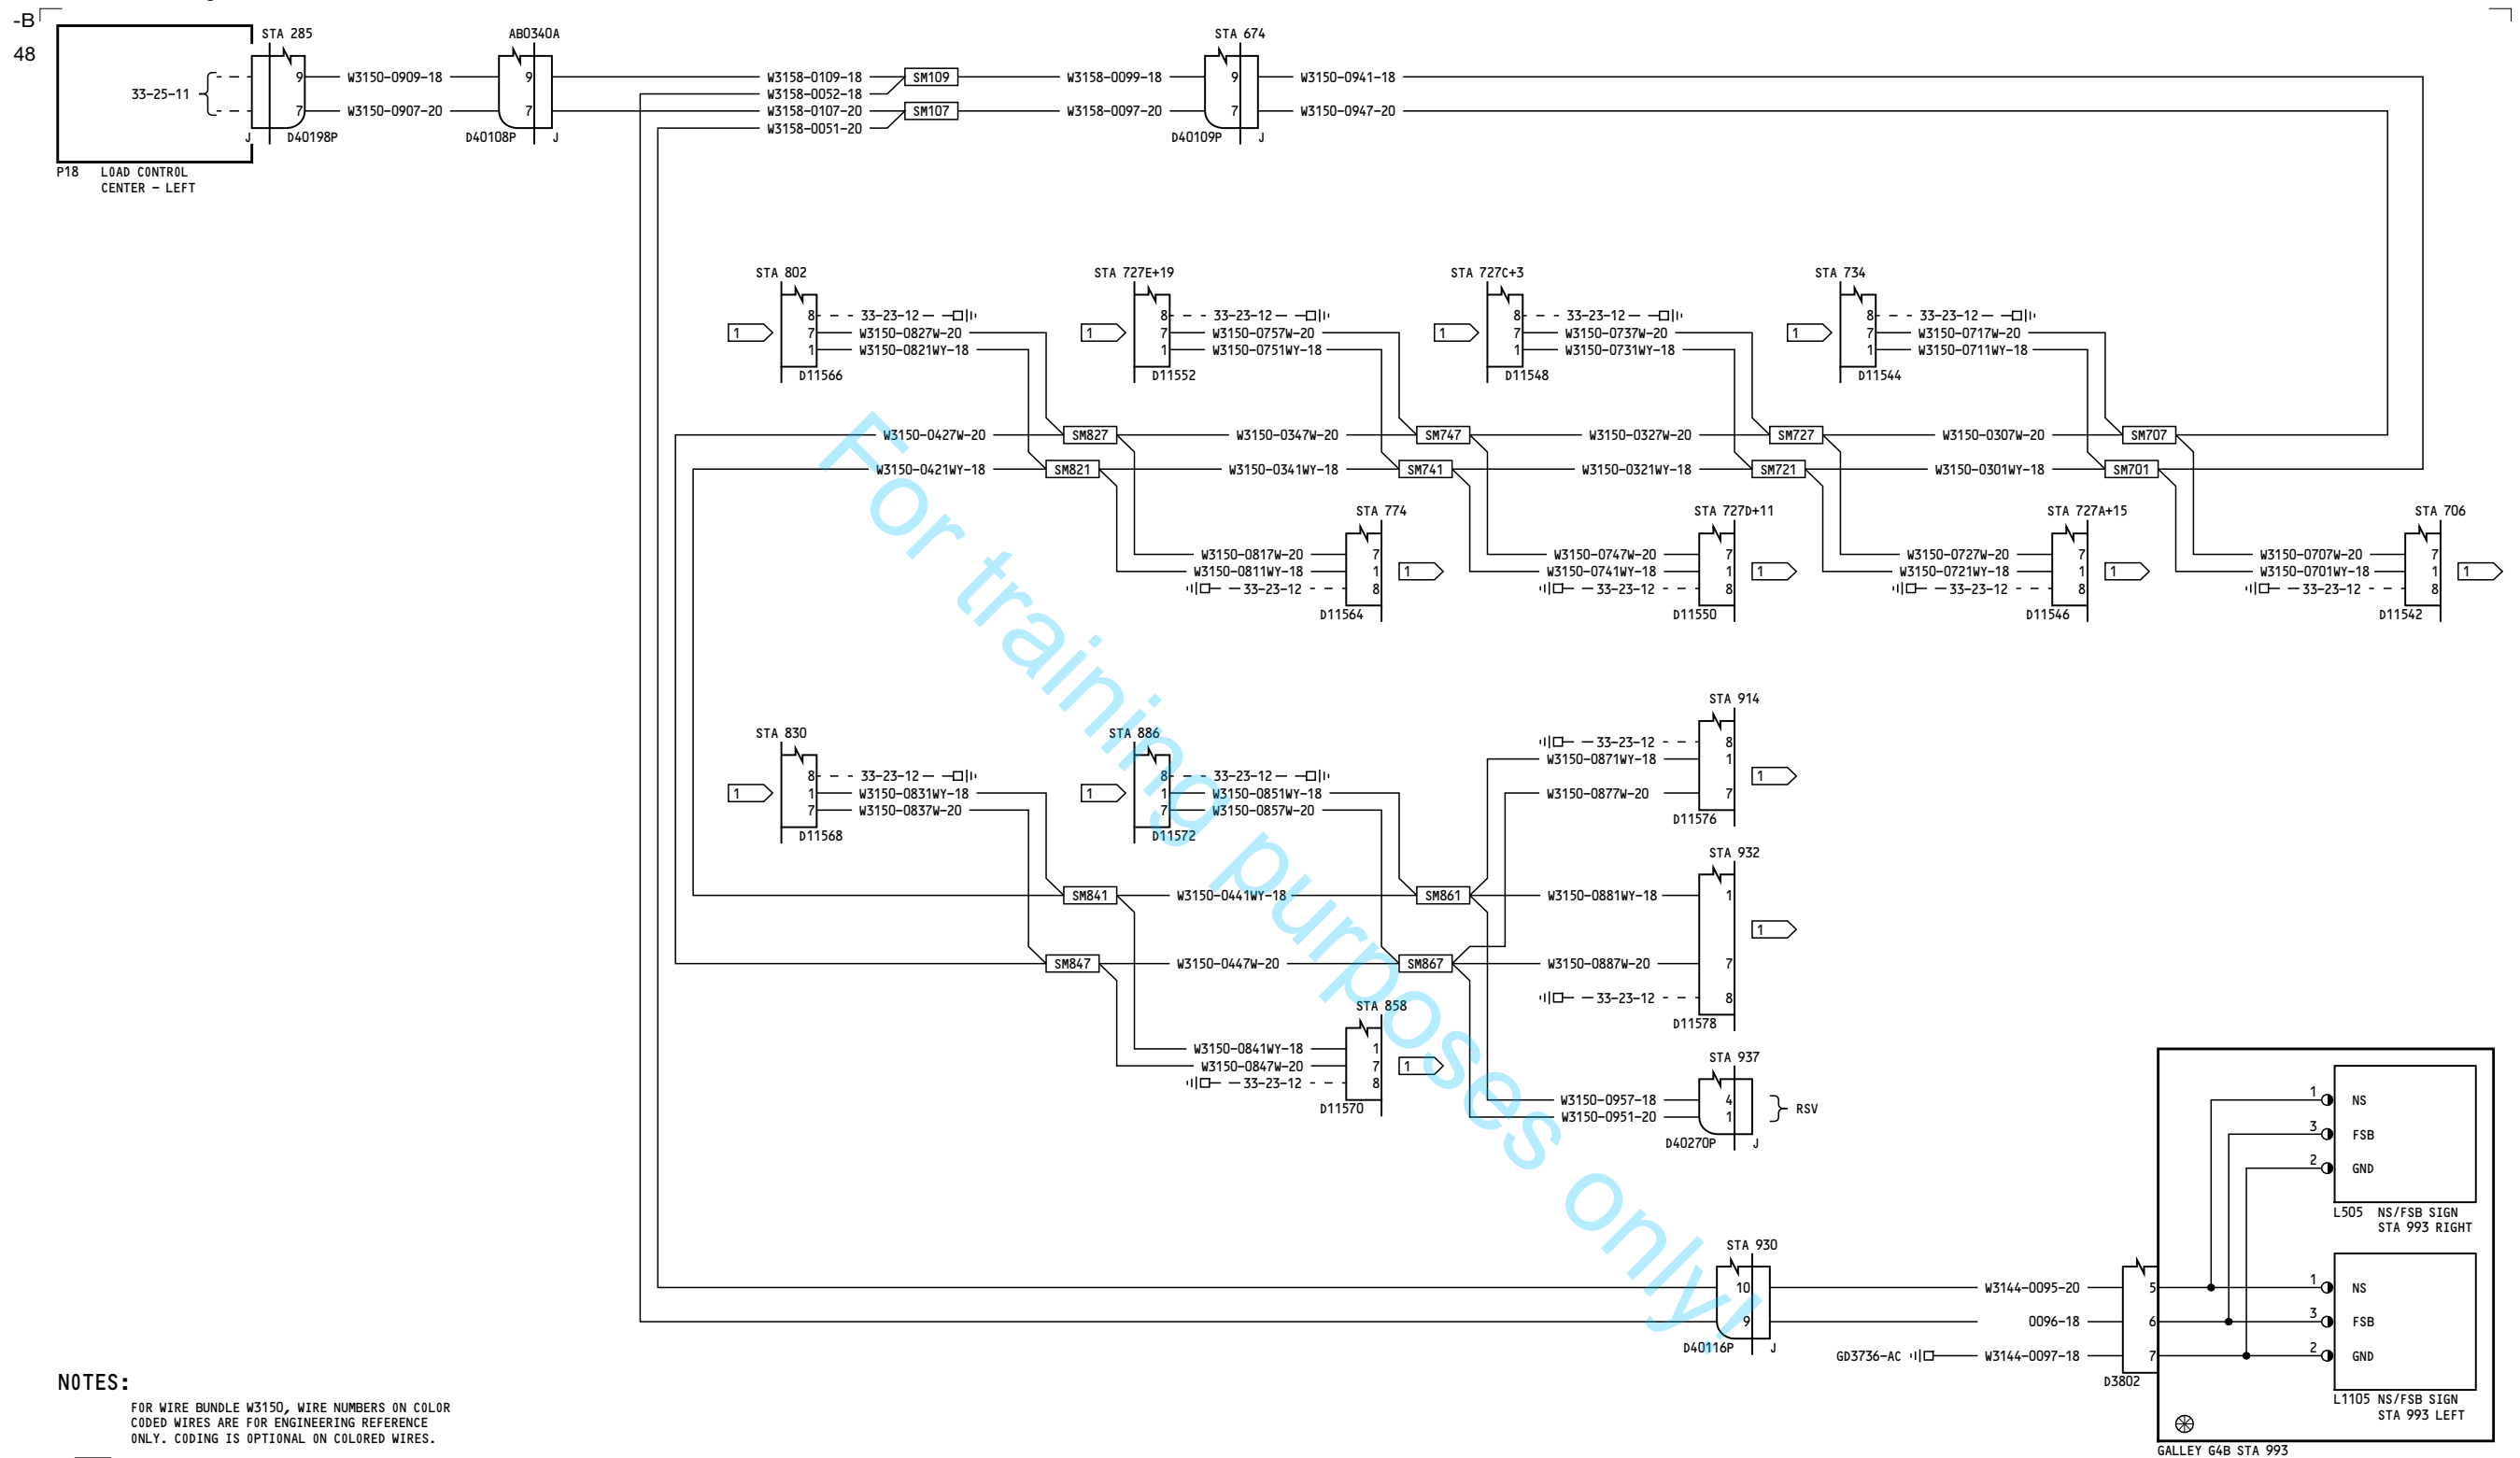 -B
48
STA 285
AB0340A
STA 674
33-25-11
9 W3150-0909-18 9
W3158-0109-18 SM109 W3158-0099-18 9 W3150-0941-18
W3158-0052-18
7 W3150-0907-20 7
W3158-0107-20 SM107 W3158-0097-20 7 W3150-0947-20
W3158-0051-20
J D40198P D40108P J D40109P J
P18 LOAD CONTROL
CENTER - LEFT
STA 802 STA 727E+19 STA 727C+3 STA 734
8 33-23-12 8 33-23-12 8 33-23-12 8 33-23-12
1 7 W3150-0827W-20 1 7 W3150-0757W-20 1 7 W3150-0737W-20 1 7 W3150-0717W-20
1 W3150-0821WY-18 1 W3150-0751WY-18 1 W3150-0731WY-18 1 W3150-0711WY-18
D11566 D11552 D11548 D11544
W3150-0427W-20 SM827 W3150-0347W-20 SM747 W3150-0327W-20 SM727 W3150-0307W-20 SM707
W3150-0421WY-18 SM821 W3150-0341WY-18 SM741 W3150-0321WY-18 SM721 W3150-0301WY-18 SM701
STA 774 STA 727D+11 STA 727A+15 STA 706
W3150-0817W-20 7 W3150-0747W-20 7 W3150-0727W-20 7 W3150-0707W-20 7
W3150-0811WY-18 1 1 W3150-0741WY-18 1 1 W3150-0721WY-18 1 1 W3150-0701WY-18 1 1
33-23-12 8 33-23-12 8 33-23-12 8 33-23-12 8
D11564 D11550 D11546 D11542
STA 914
33-23-12 8
W3150-0871WY-18 1
1
W3150-0877W-20 7
D11576
STA 830 STA 886
8 33-23-12 8 33-23-12
1 1 W3150-0831WY-18 1 1 W3150-0851WY-18
7 W3150-0837W-20 7 W3150-0857W-20
D11568 D11572
STA 932
SM841 W3150-0441WY-18 SM861 W3150-0881WY-18 1
1
SM847 W3150-0447W-20 SM867 W3150-0887W-20 7
33-23-12 8
D11578
STA 858
W3150-0841WY-18 1
W3150-0847W-20 7 1
33-23-12 8
D11570
STA 937
W3150-0957-18 4
W3150-0951-20 1
RSV
D40270P J
1 NS
3 FSB
2 GND
L505 NS/FSB SIGN
STA 993 RIGHT
STA 930
10 W3144-0095-20 5 1 NS
9 0096-18 6 3 FSB
D40116P J
GD3736-AC W3144-0097-18 7 2 GND
D3802
L1105 NS/FSB SIGN
STA 993 LEFT
GALLEY G4B STA 993
NOTES:
FOR WIRE BUNDLE W3150, WIRE NUMBERS ON COLOR
CODED WIRES ARE FOR ENGINEERING REFERENCE
ONLY. CODING IS OPTIONAL ON COLORED WIRES.
For training purposes only!